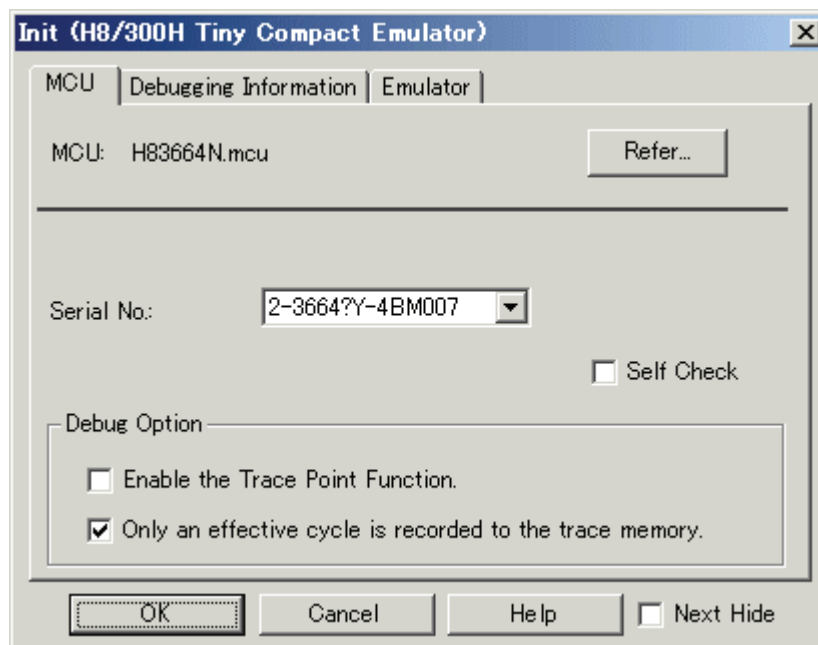 Init (H8/300H Tiny Compact Emulator)
MCU Debugging Information Emulator
MCU: H83664N.mcu Refer...
Serial No.: 2-3664?Y-4BM007
Self Check
Debug Option
Enable the Trace Point Function.
Only an effective cycle is recorded to the trace memory.
OK Cancel Help Next Hide